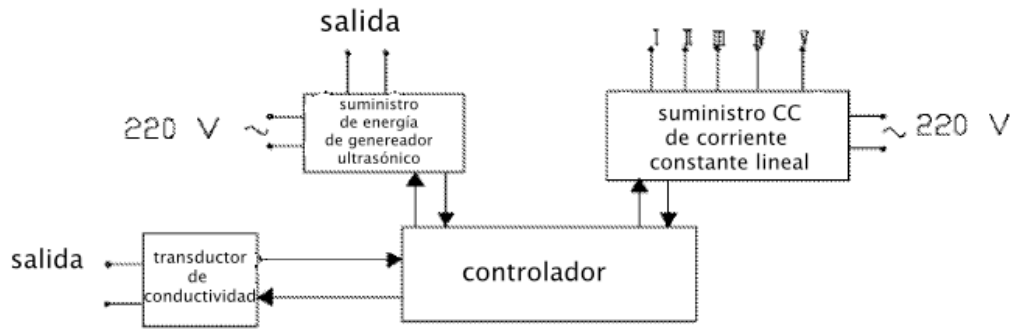 salida
I II III IV V
suministro
de energía
de genereador
ultrasónico
220 V ~
suministro CC
de corriente
constante lineal
~ 220 V
salida
transductor
de
conductividad
controlador